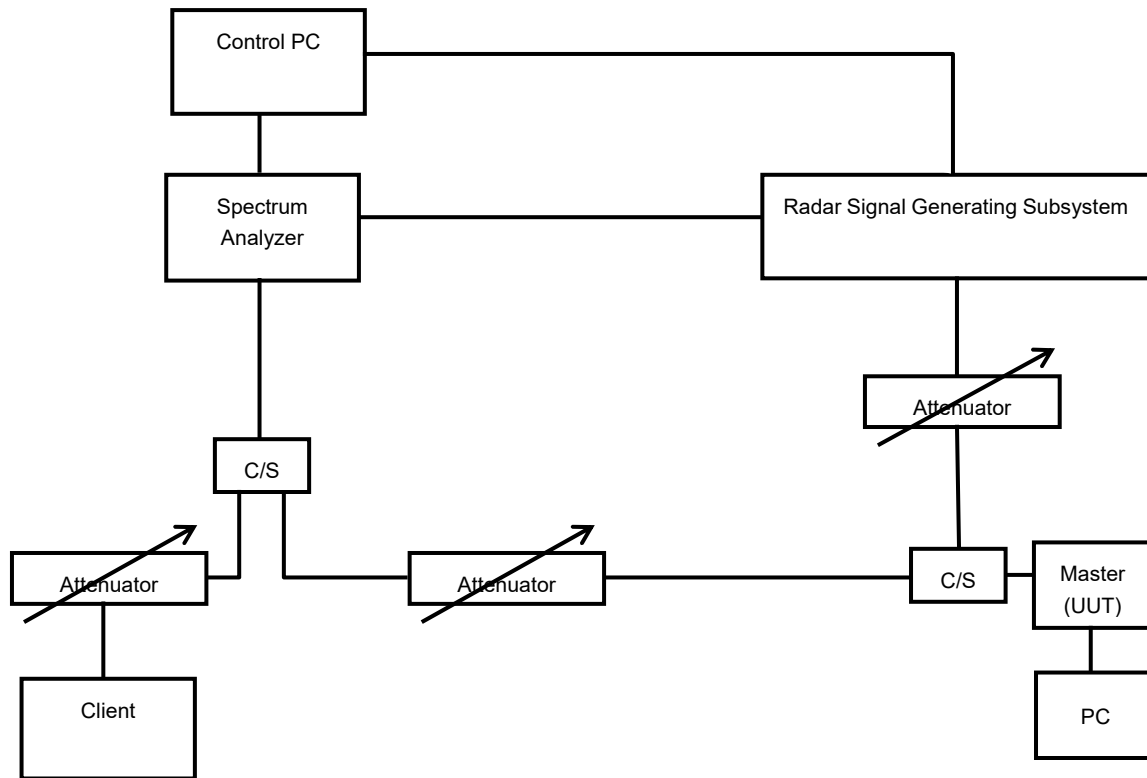 Control PC
Spectrum
Analyzer
Radar Signal Generating Subsystem
Attenuator
C/S
Attenuator
Attenuator
C/S
Master
(UUT)
Client
PC